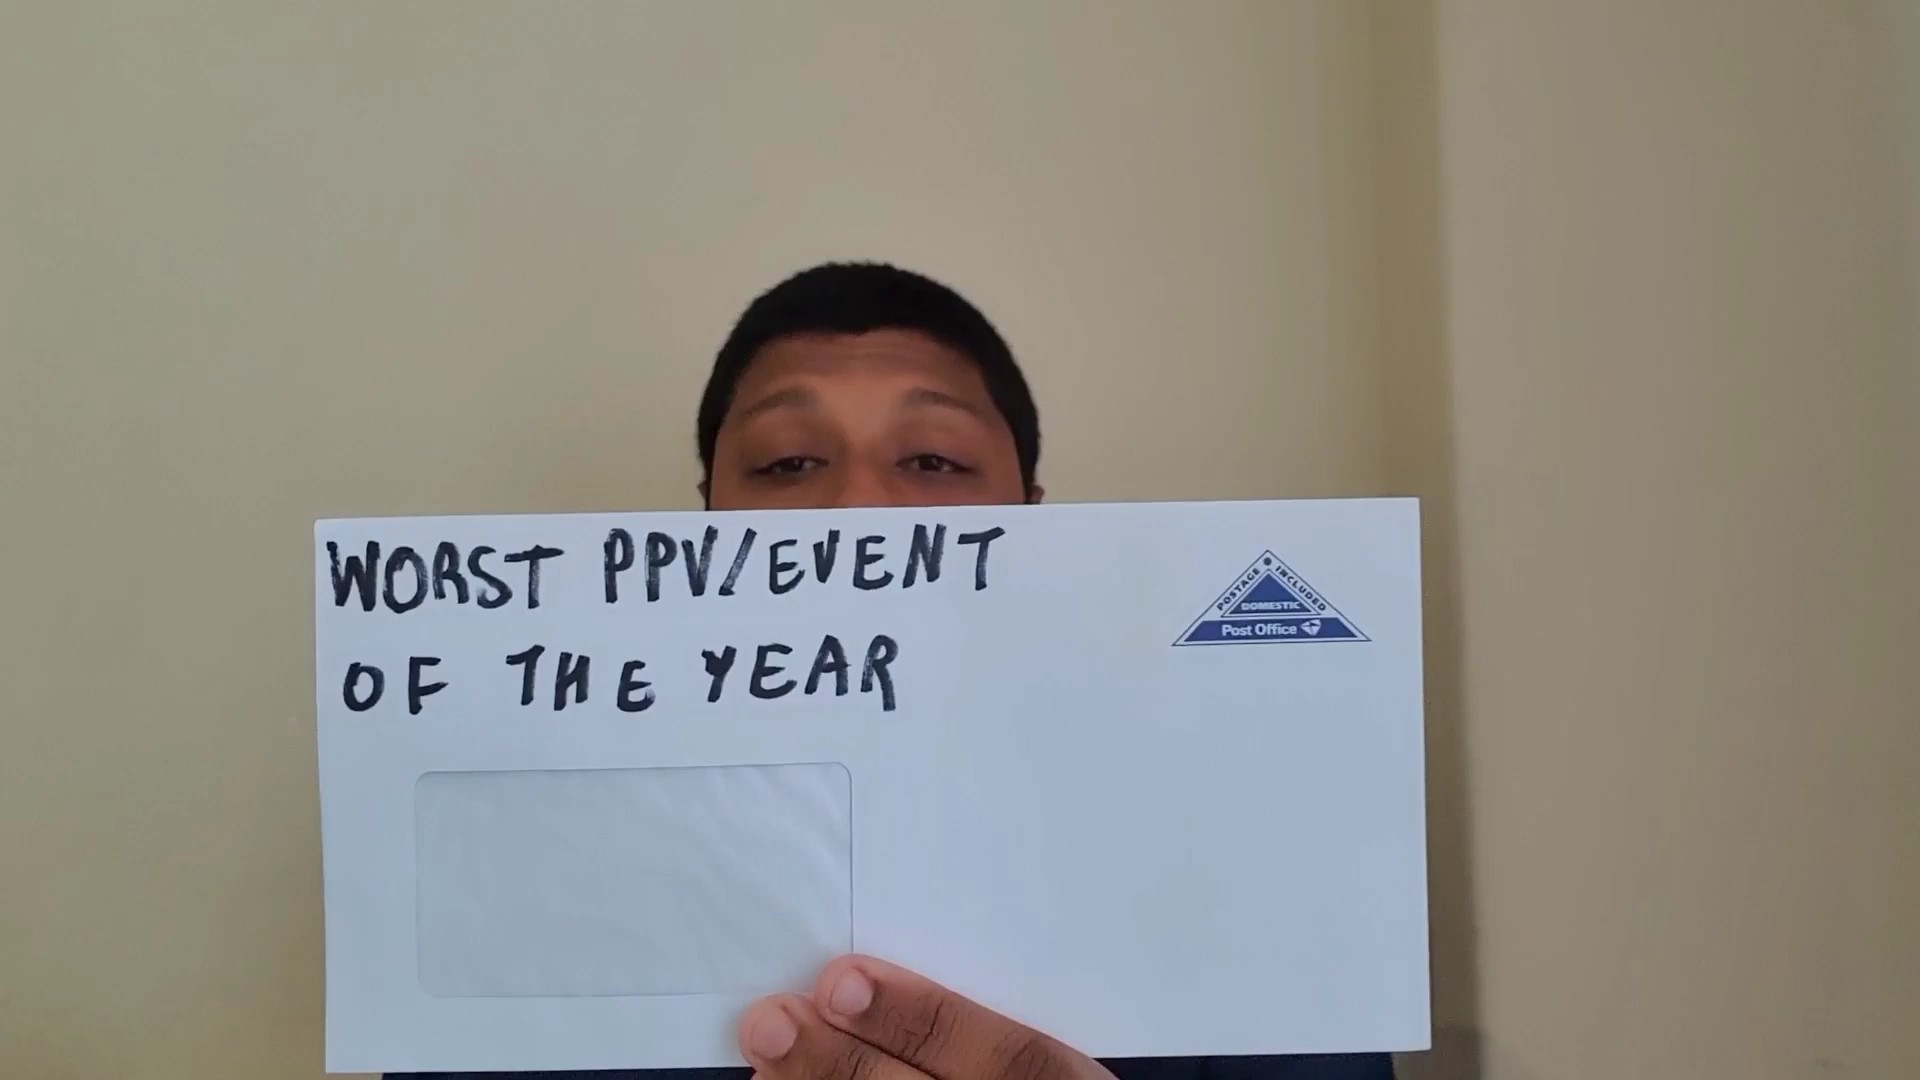 WORST PPV/EVENT
OF THE YEAR
POSTAGE INCLUDED
DOMESTIC
Post Office